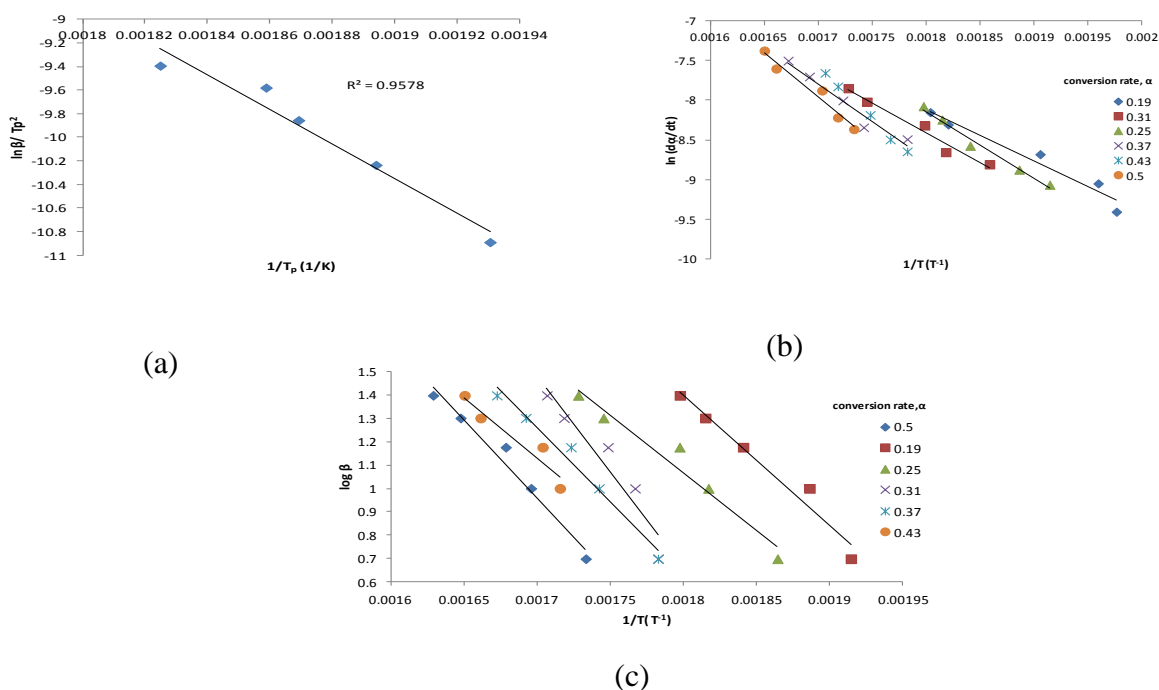 -9
0.0018 0.00182 0.00184 0.00186 0.00188 0.0019 0.00192 0.00194
-9.2
-9.4
-9.6
-9.8
-10
-10.2
-10.4
-10.6
-10.8
-11
ln β/ Tp²
R² = 0.9578
1/Tₚ (1/K)
(a)
-7
0.0016 0.00165 0.0017 0.00175 0.0018 0.00185 0.0019 0.00195 0.002
-7.5
-8
-8.5
-9
-9.5
-10
ln (dα/dt)
1/T(T⁻¹)
conversion rate, α
0.19
0.31
0.25
0.37
0.43
0.5
(b)
1.5
1.4
1.3
1.2
1.1
1
0.9
0.8
0.7
0.6
log β
0.0016 0.00165 0.0017 0.00175 0.0018 0.00185 0.0019 0.00195
1/T(T⁻¹)
conversion rate,α
0.5
0.19
0.25
0.31
0.37
0.43
(c)